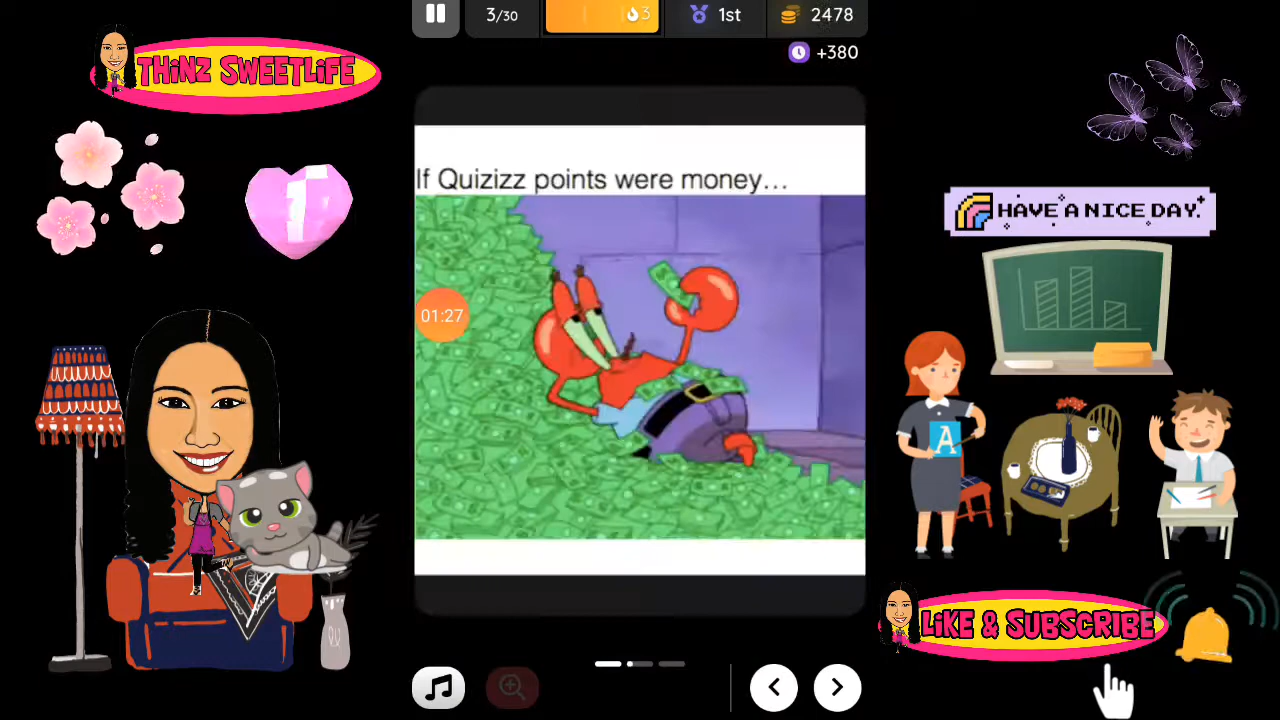 THiNZ SWEETLiFE
3/30
3
1st
2478
+380
If Quizizz points were money...
01:27
HAVE A NICE DAY.
A
LiKE & SUBSCRiBE